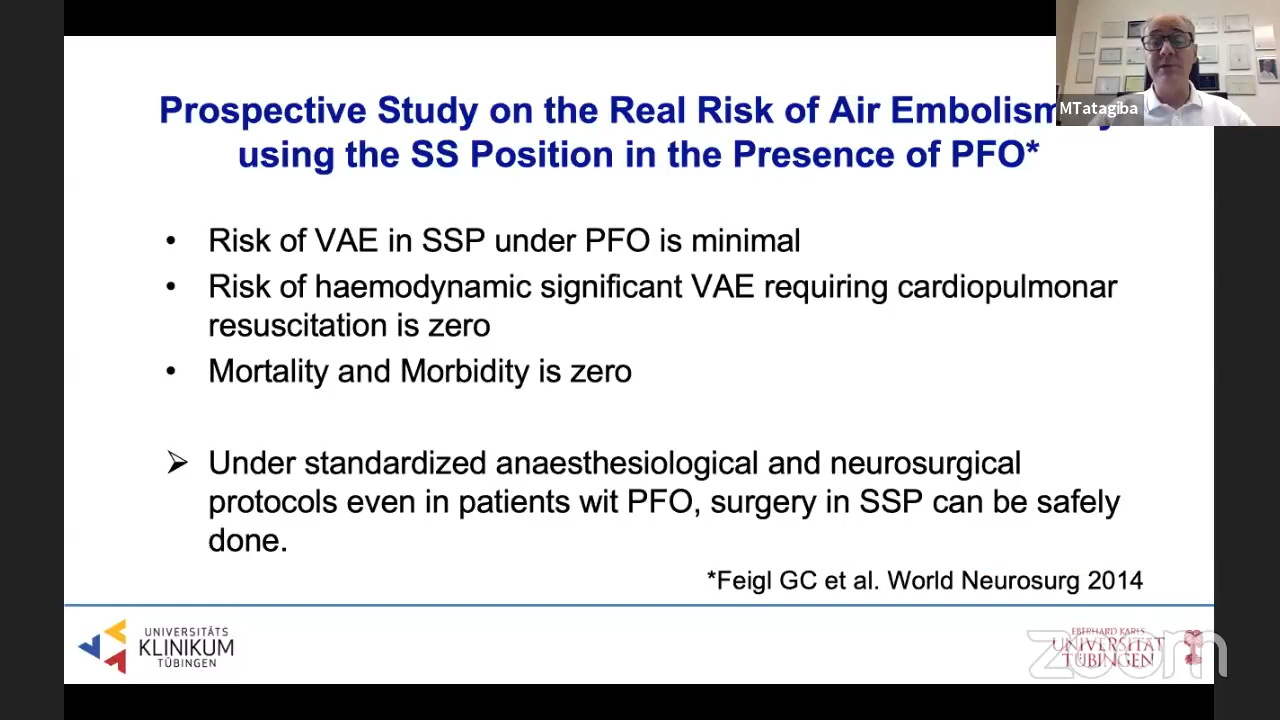 Prospective Study on the Real Risk of Air Embolism
using the SS Position in the Presence of PFO*
MTatagiba
• Risk of VAE in SSP under PFO is minimal
• Risk of haemodynamic significant VAE requiring cardiopulmonar
resuscitation is zero
• Mortality and Morbidity is zero
➢ Under standardized anaesthesiological and neurosurgical
protocols even in patients wit PFO, surgery in SSP can be safely
done.
*Feigl GC et al. World Neurosurg 2014
UNIVERSITÄTS
KLINIKUM
TÜBINGEN
EBERHARD KARLS
UNIVERSITÄT
TÜBINGEN
zoom